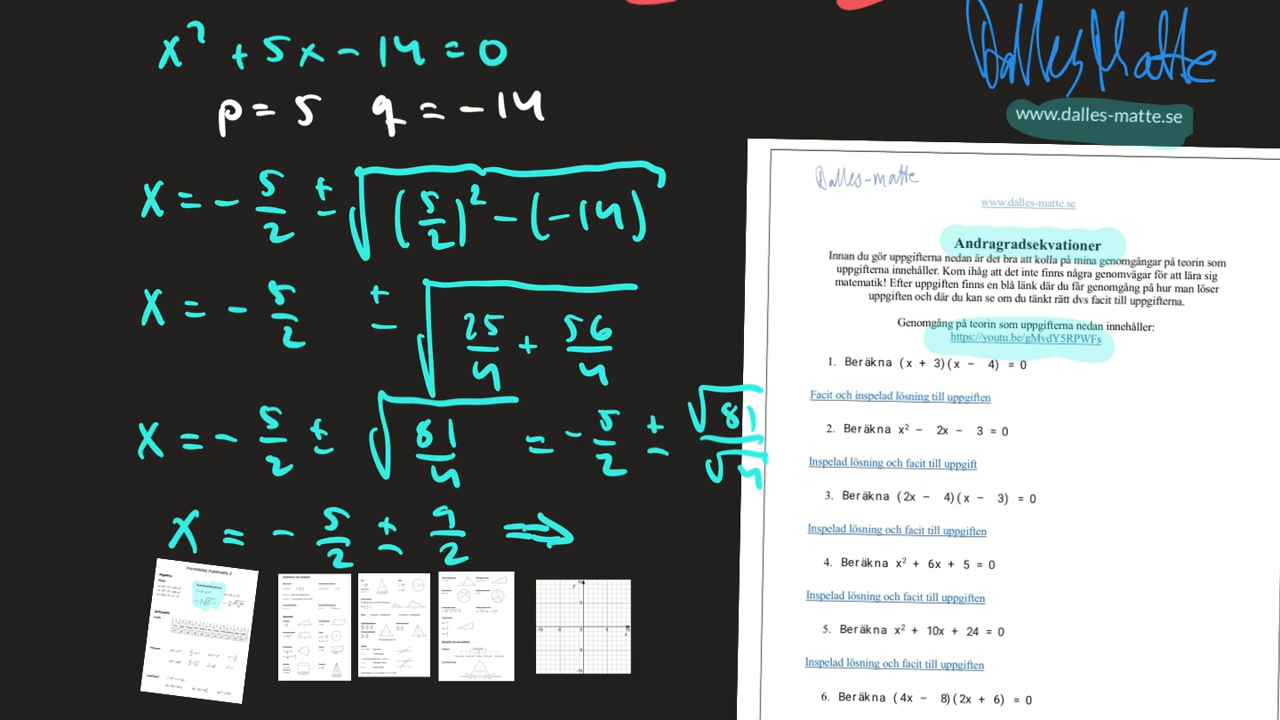 x² + 5x - 14 = 0
p = 5 q = -14
x = - 5/2 ± √((5/2)² - (-14))
x = - 5/2 ± √(25/4 + 56/4)
x = - 5/2 ± √(81/4) = - 5/2 ± √81/√4
x = - 5/2 ± 9/2 ⇒
Dalles Matte
www.dalles-matte.se
Dalles-matte
www.dalles-matte.se
Andragradsekvationer
Innan du gör uppgifterna nedan är det bra att kolla på mina genomgångar på teorin som
uppgifterna innehåller. Kom ihåg att det inte finns några genomvägar för att lära sig
matematik! Efter uppgiften finns en blå länk där du får genomgång på hur man löser
uppgiften och där du kan se om du tänkt rätt dvs facit till uppgifterna.
Genomgång på teorin som uppgifterna nedan innehåller:
https://youtu.be/gMvdY5RPWFs
1. Beräkna (x + 3)(x - 4) = 0
Facit och inspelad lösning till uppgiften
2. Beräkna x² - 2x - 3 = 0
Inspelad lösning och facit till uppgift
3. Beräkna (2x - 4)(x - 3) = 0
Inspelad lösning och facit till uppgiften
4. Beräkna x² + 6x + 5 = 0
Inspelad lösning och facit till uppgiften
5. Beräkna x² + 10x + 24 = 0
Inspelad lösning och facit till uppgiften
6. Beräkna (4x - 8)(2x + 6) = 0